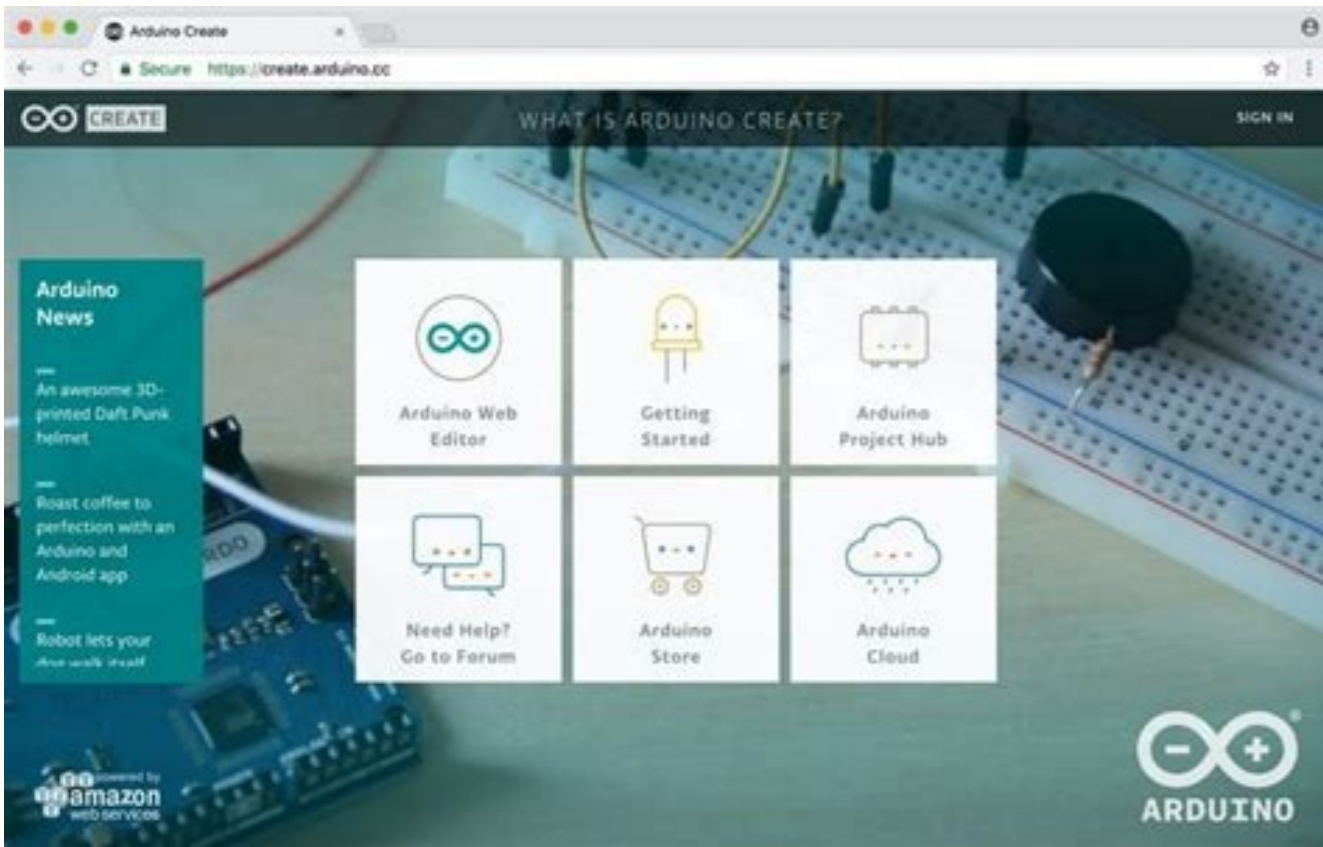 Arduino Create
Secure https://create.arduino.cc
CREATE
WHAT IS ARDUINO CREATE?
SIGN IN
Arduino
News
An awesome 3D-
printed Daft Punk
helmet
Roast coffee to
perfection with an
Arduino and
Android app
Robot lets your
dog walk itself
Arduino Web
Editor
Getting
Started
Arduino
Project Hub
Need Help?
Go to Forum
Arduino
Store
Arduino
Cloud
powered by
amazon
web services
ARDUINO